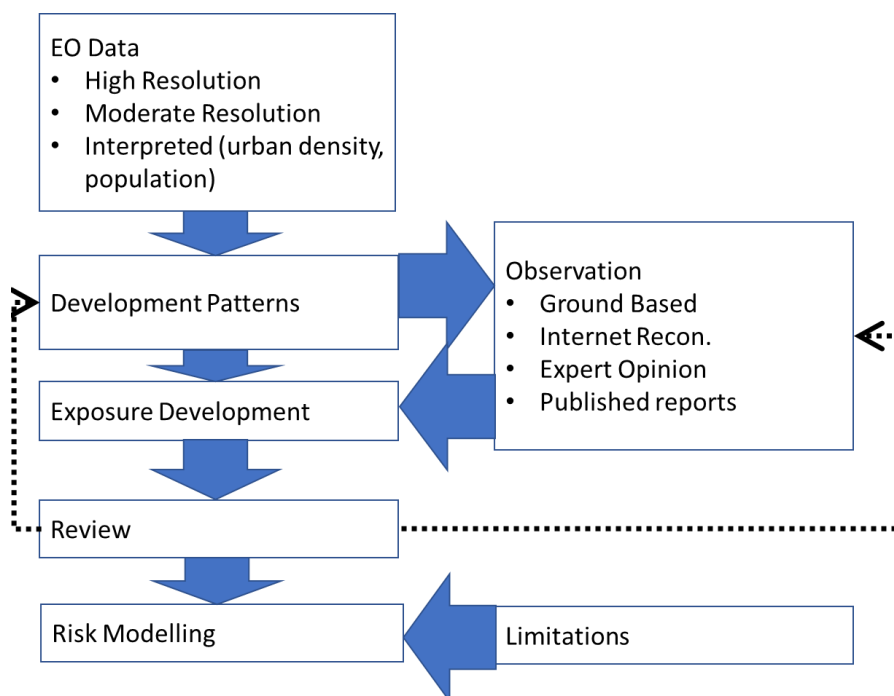 EO Data
• High Resolution
• Moderate Resolution
• Interpreted (urban density,
population)
Development Patterns
Observation
• Ground Based
• Internet Recon.
• Expert Opinion
• Published reports
Exposure Development
Review
Risk Modelling
Limitations